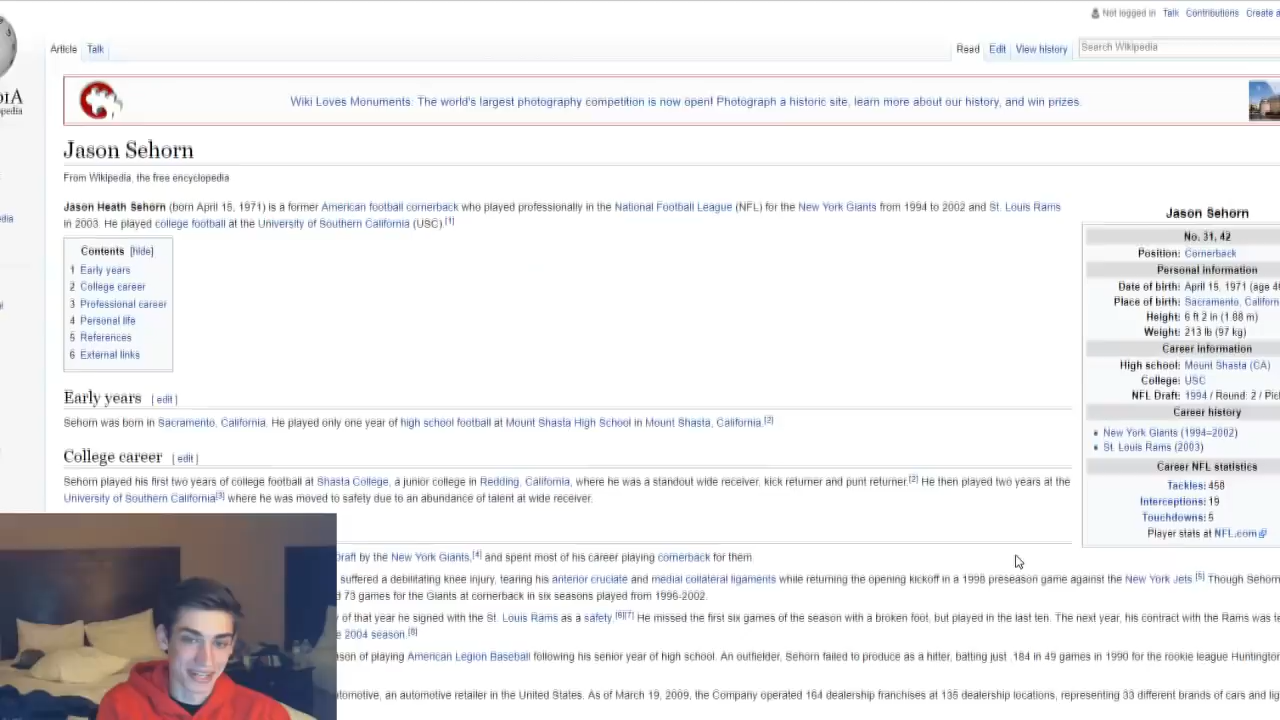 Not logged in Talk Contributions Create a
Article Talk Read Edit View history Search Wikipedia
Wiki Loves Monuments: The world's largest photography competition is now open! Photograph a historic site, learn more about our history, and win prizes.
Jason Sehorn
From Wikipedia, the free encyclopedia
Jason Heath Sehorn (born April 15, 1971) is a former American football cornerback who played professionally in the National Football League (NFL) for the New York Giants from 1994 to 2002 and St. Louis Rams
in 2003. He played college football at the University of Southern California (USC).[1]
Contents [hide]
1 Early years
2 College career
3 Professional career
4 Personal life
5 References
6 External links
Early years [ edit ]
Sehorn was born in Sacramento, California. He played only one year of high school football at Mount Shasta High School in Mount Shasta, California.[2]
College career [ edit ]
Sehorn played his first two years of college football at Shasta College, a junior college in Redding, California, where he was a standout wide receiver, kick returner and punt returner.[2] He then played two years at the
University of Southern California[3] where he was moved to safety due to an abundance of talent at wide receiver.
Draft by the New York Giants,[4] and spent most of his career playing cornerback for them
suffered a debilitating knee injury, tearing his anterior cruciate and medial collateral ligaments while returning the opening kickoff in a 1998 preseason game against the New York Jets.[5] Though Sehorn
73 games for the Giants at cornerback in six seasons played from 1996-2002.
of that year he signed with the St. Louis Rams as a safety.[6][7] He missed the first six games of the season with a broken foot, but played in the last ten. The next year, his contract with the Rams was te
2004 season.[8]
son of playing American Legion Baseball following his senior year of high school. An outfielder, Sehorn failed to produce as a hitter, batting just .184 in 49 games in 1990 for the rookie league Huntington
utomotive, an automotive retailer in the United States. As of March 19, 2009, the Company operated 164 dealership franchises at 135 dealership locations, representing 33 different brands of cars and lig
Jason Sehorn
No. 31, 42
Position: Cornerback
Personal information
Date of birth: April 15, 1971 (age 46
Place of birth: Sacramento, Californ
Height: 6 ft 2 in (1.88 m)
Weight: 213 lb (97 kg)
Career information
High school: Mount Shasta (CA)
College: USC
NFL Draft: 1994 / Round: 2 / Pic
Career history
New York Giants (1994–2002)
St. Louis Rams (2003)
Career NFL statistics
Tackles: 458
Interceptions: 19
Touchdowns: 5
Player stats at NFL.com